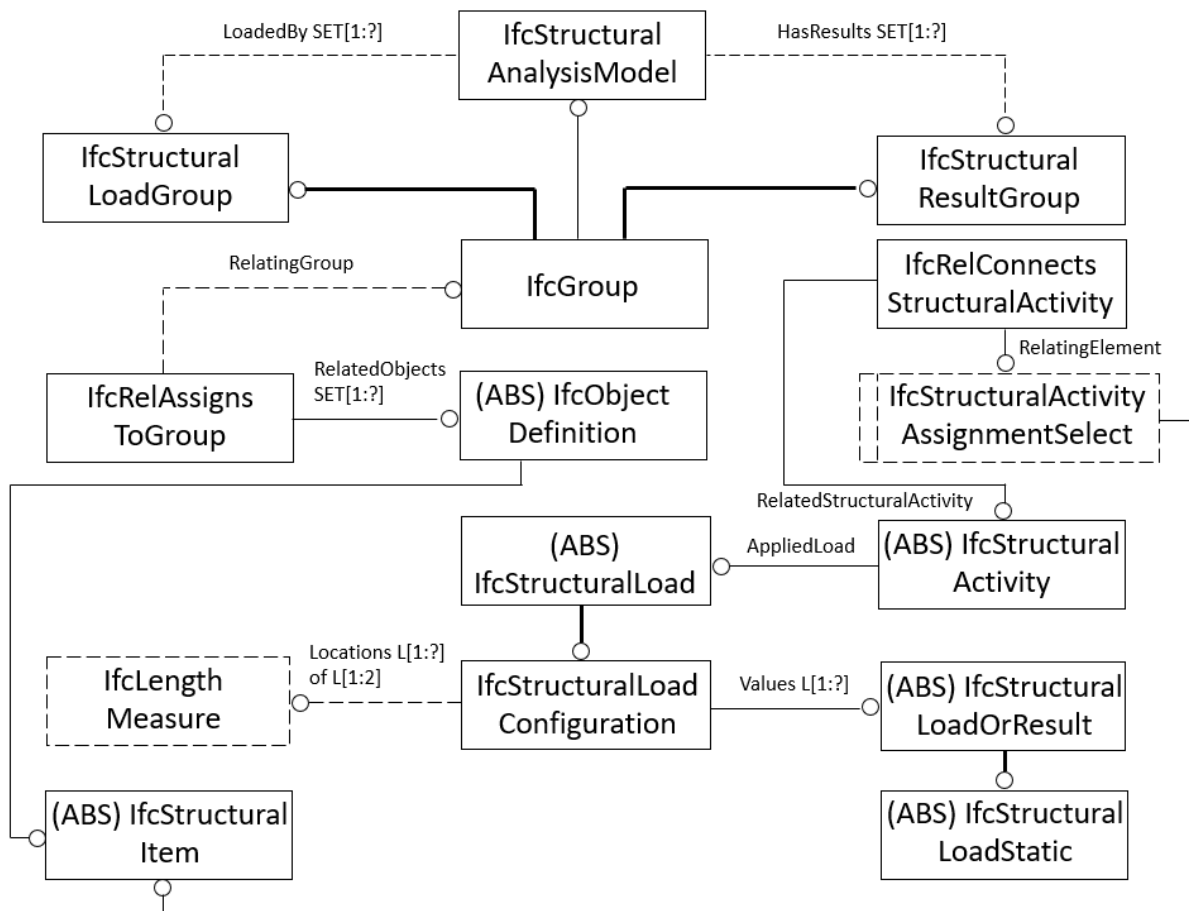 LoadedBy SET[1:?]
IfcStructural
AnalysisModel
HasResults SET[1:?]
IfcStructural
LoadGroup
IfcStructural
ResultGroup
RelatingGroup
IfcGroup
IfcRelConnects
StructuralActivity
RelatingElement
IfcRelAssigns
ToGroup
RelatedObjects
SET[1:?]
(ABS) IfcObject
Definition
IfcStructuralActivity
AssignmentSelect
RelatedStructuralActivity
(ABS)
IfcStructuralLoad
AppliedLoad
(ABS) IfcStructural
Activity
IfcLength
Measure
Locations L[1:?]
of L[1:2]
IfcStructuralLoad
Configuration
Values L[1:?]
(ABS) IfcStructural
LoadOrResult
(ABS) IfcStructural
Item
(ABS) IfcStructural
LoadStatic